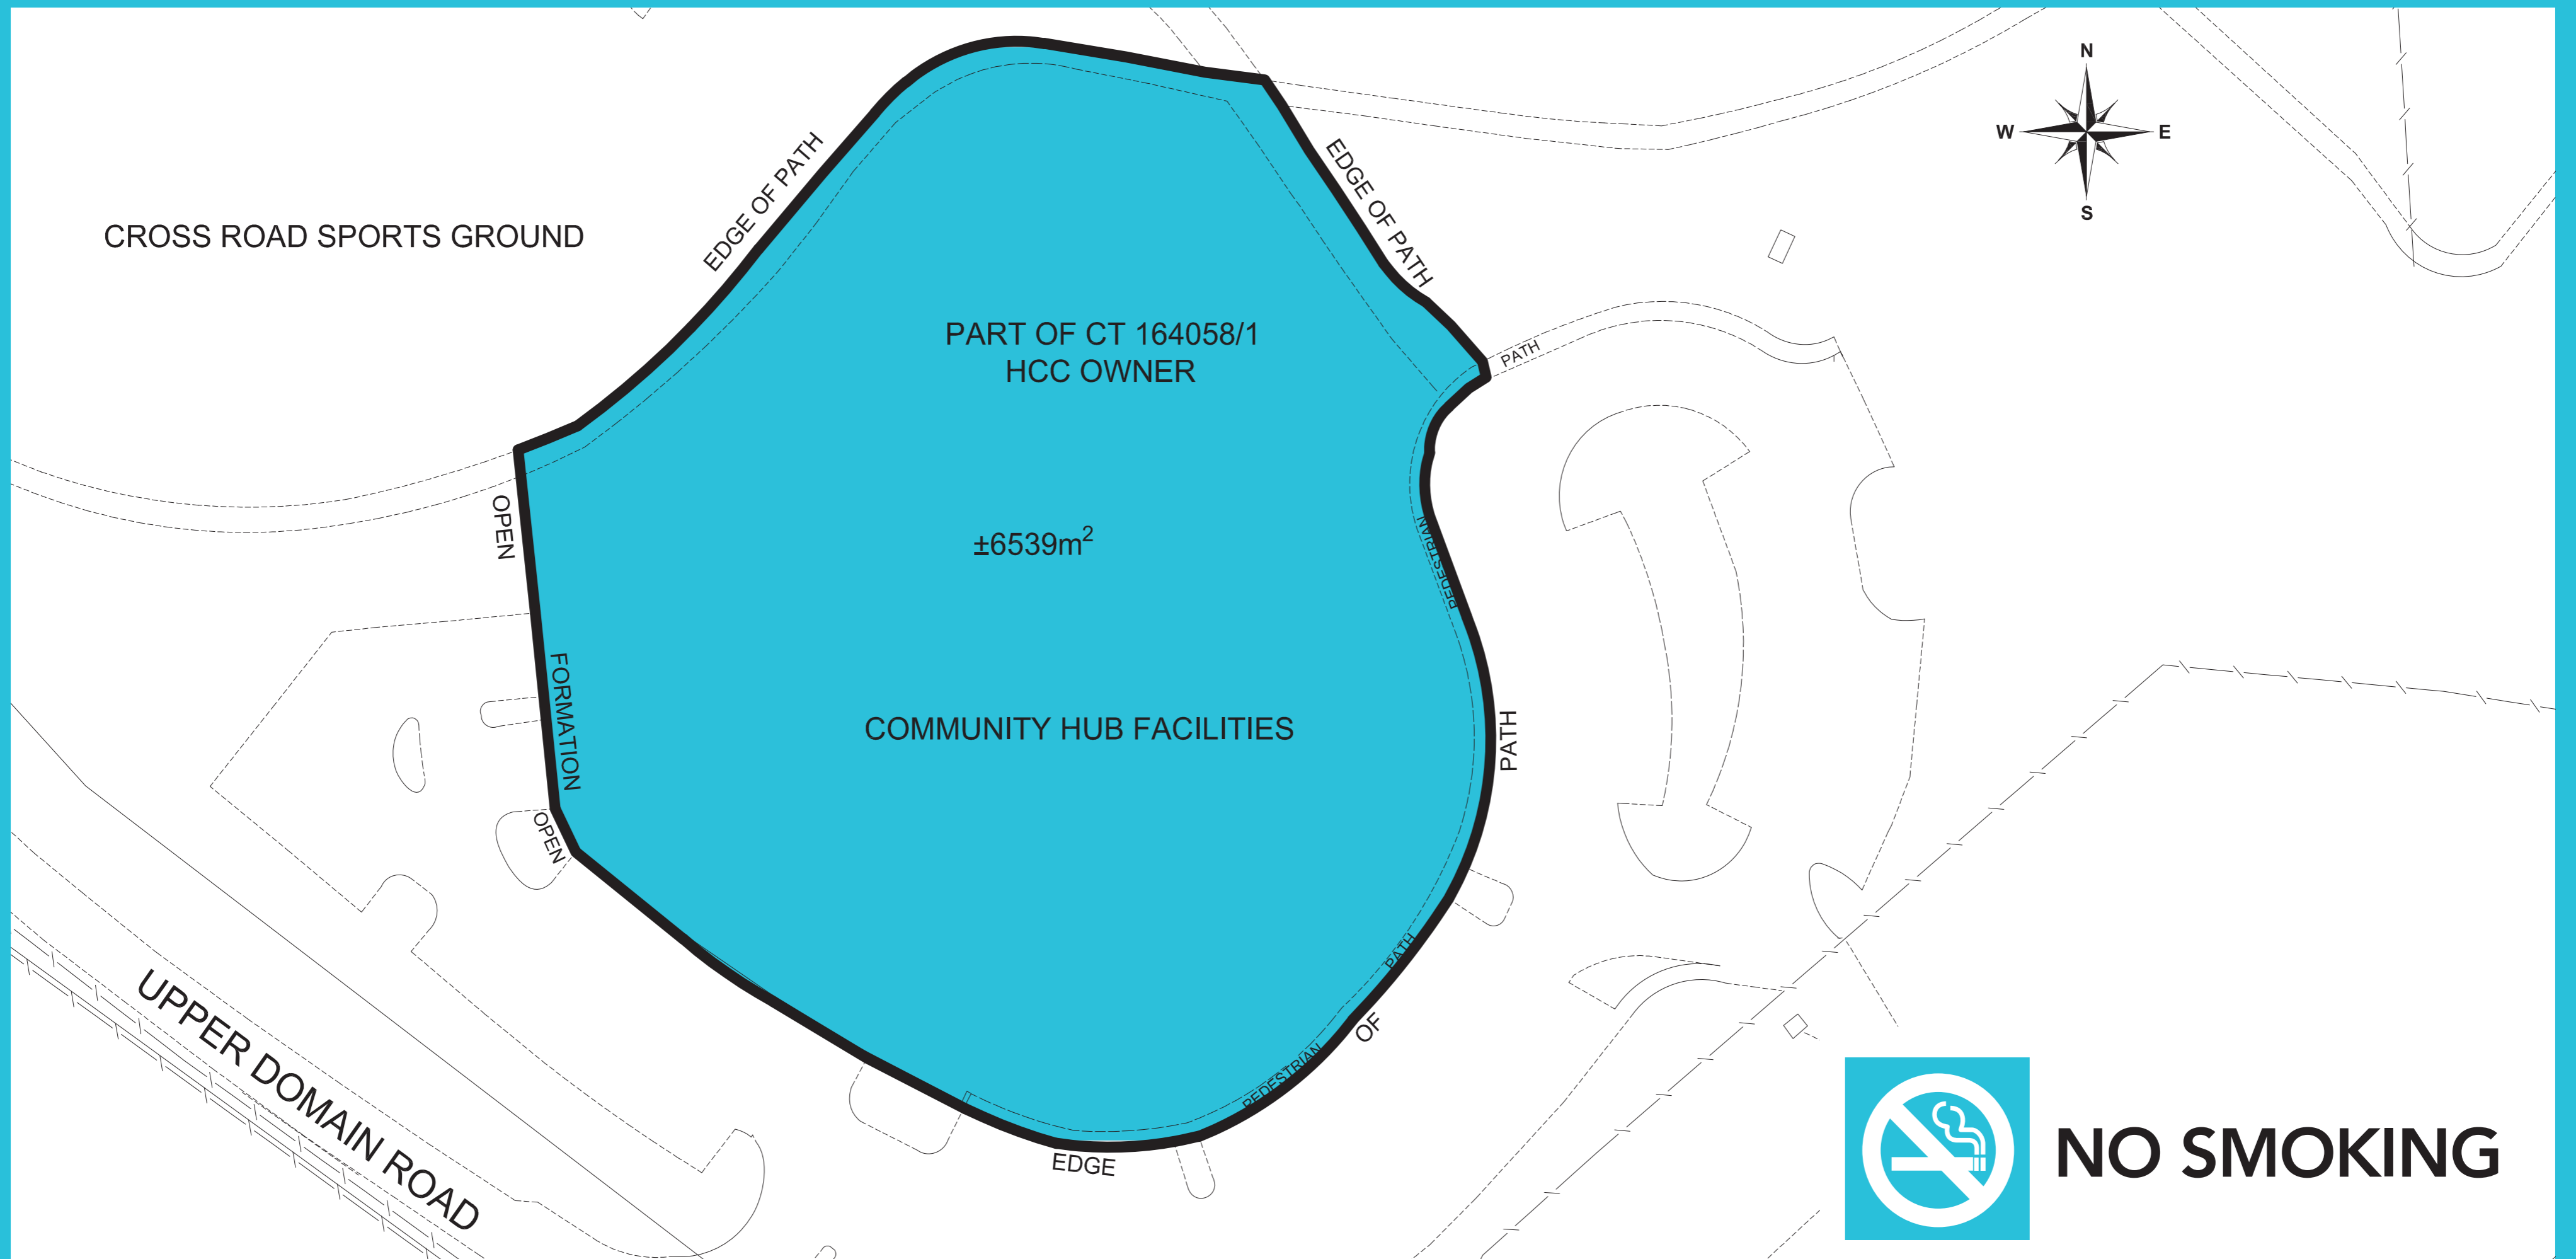 N
W
E
S
CROSS ROAD SPORTS GROUND
EDGE OF PATH
EDGE OF PATH
PART OF CT 164058/1
HCC OWNER
PATH
OPEN
±6539m²
PEDESTRIAN
FORMATION
COMMUNITY HUB FACILITIES
PATH
OPEN
PATH
UPPER DOMAIN ROAD
OF
PEDESTRIAN
EDGE
NO SMOKING